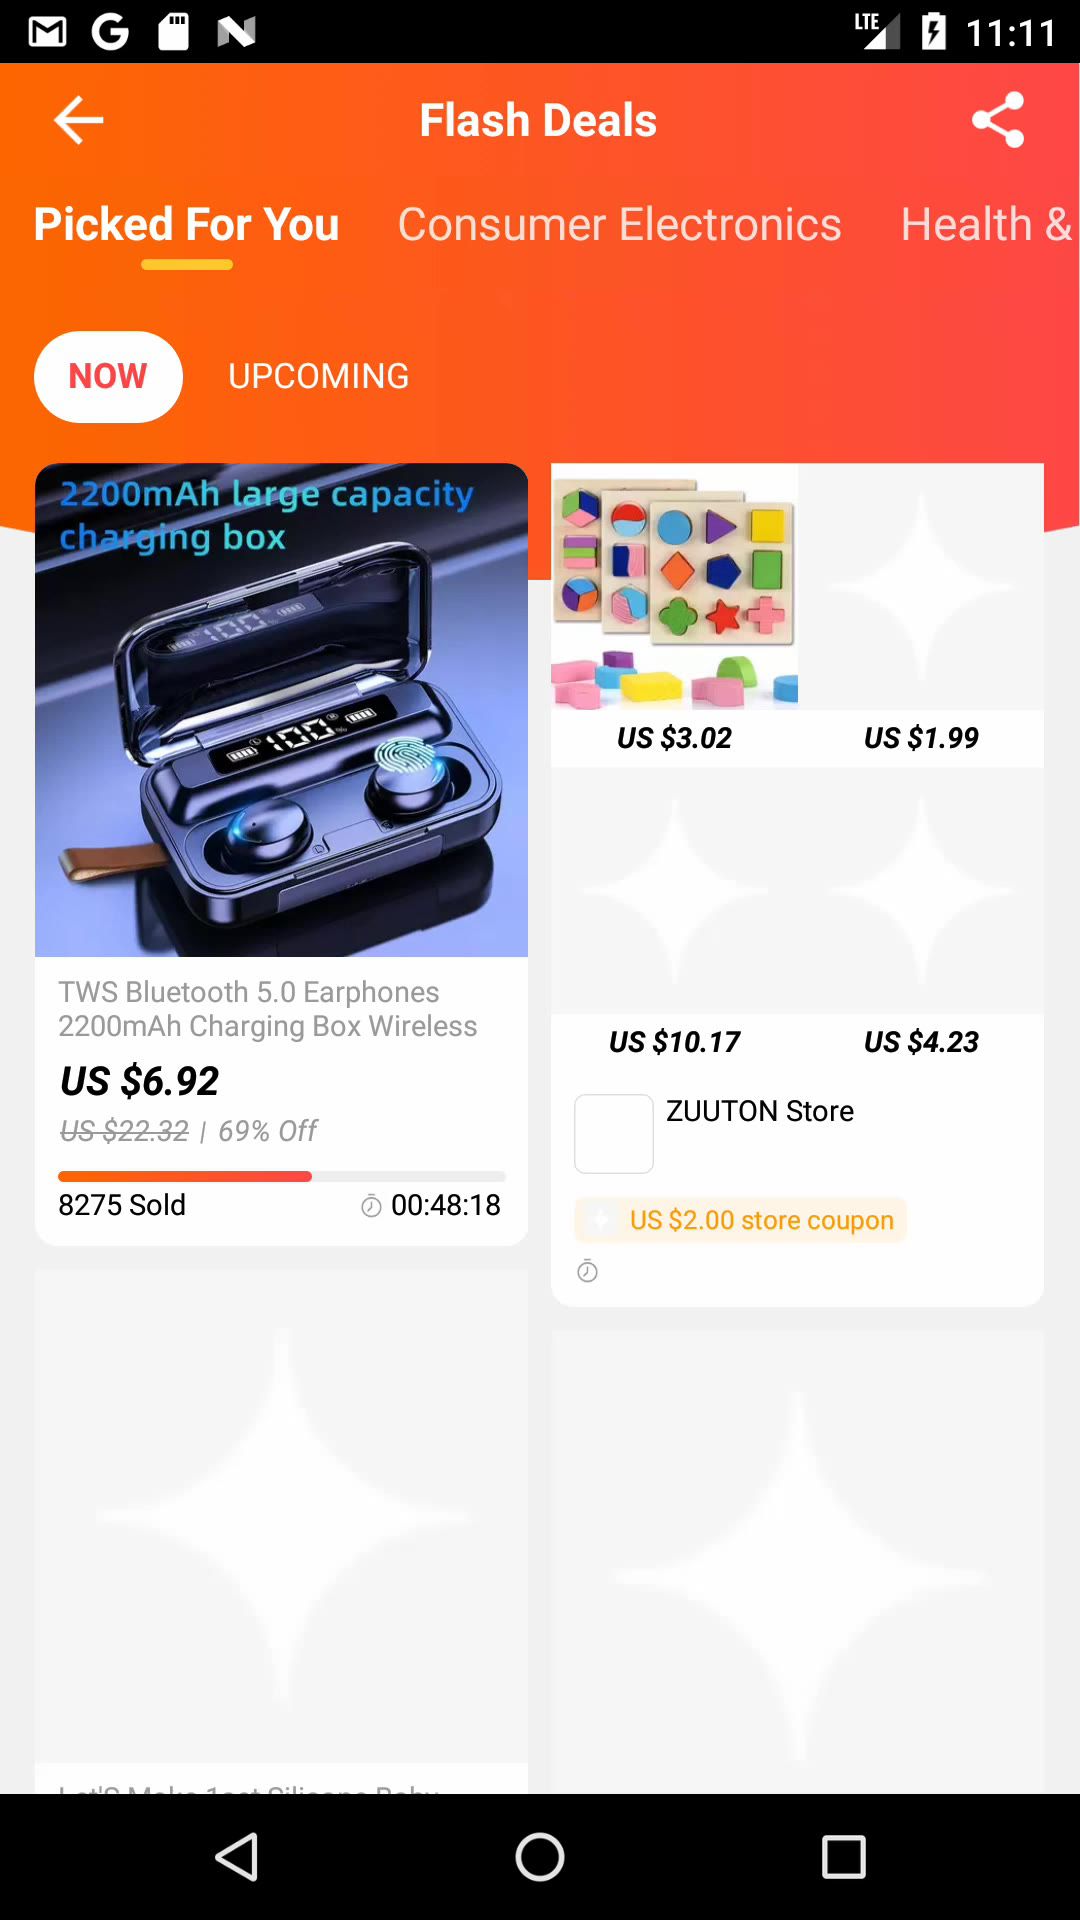 LTE 11:11
Flash Deals
Picked For You Consumer Electronics Health &
NOW UPCOMING
2200mAh large capacity
charging box
100
TWS Bluetooth 5.0 Earphones
2200mAh Charging Box Wireless
US $6.92
US $22.32 | 69% Off
8275 Sold 00:48:18
US $3.02 US $1.99
US $10.17 US $4.23
ZUUTON Store
US $2.00 store coupon